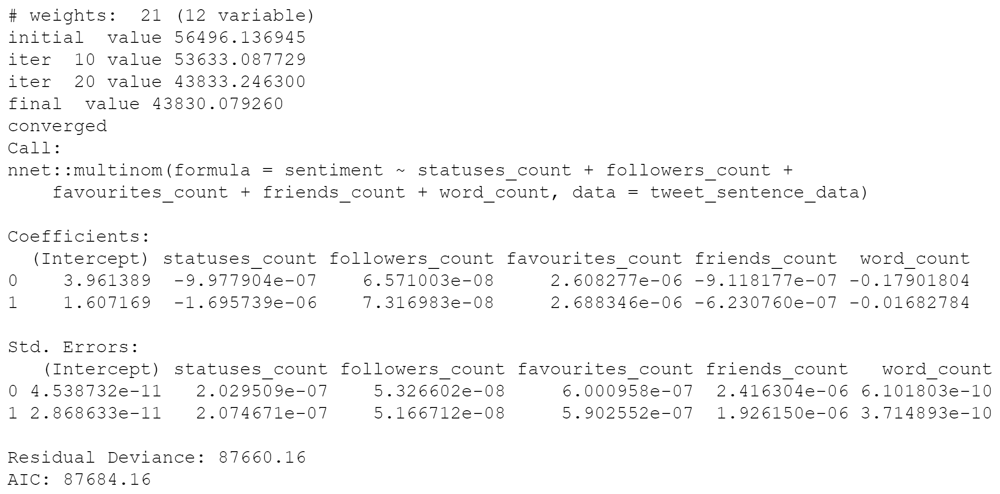 # weights:  21 (12 variable)
initial  value 56496.136945
iter  10 value 53633.087729
iter  20 value 43833.246300
final  value 43830.079260
converged
Call:
nnet::multinom(formula = sentiment ~ statuses_count + followers_count +
    favourites_count + friends_count + word_count, data = tweet_sentence_data)

Coefficients:
  (Intercept) statuses_count followers_count favourites_count friends_count  word_count
0    3.961389  -9.977904e-07    6.571003e-08     2.608277e-06 -9.118177e-07 -0.17901804
1    1.607169  -1.695739e-06    7.316983e-08     2.688346e-06 -6.230760e-07 -0.01682784

Std. Errors:
   (Intercept) statuses_count followers_count favourites_count friends_count   word_count
0 4.538732e-11   2.029509e-07    5.326602e-08     6.000958e-07  2.416304e-06 6.101803e-10
1 2.868633e-11   2.074671e-07    5.166712e-08     5.902552e-07  1.926150e-06 3.714893e-10

Residual Deviance: 87660.16
AIC: 87684.16